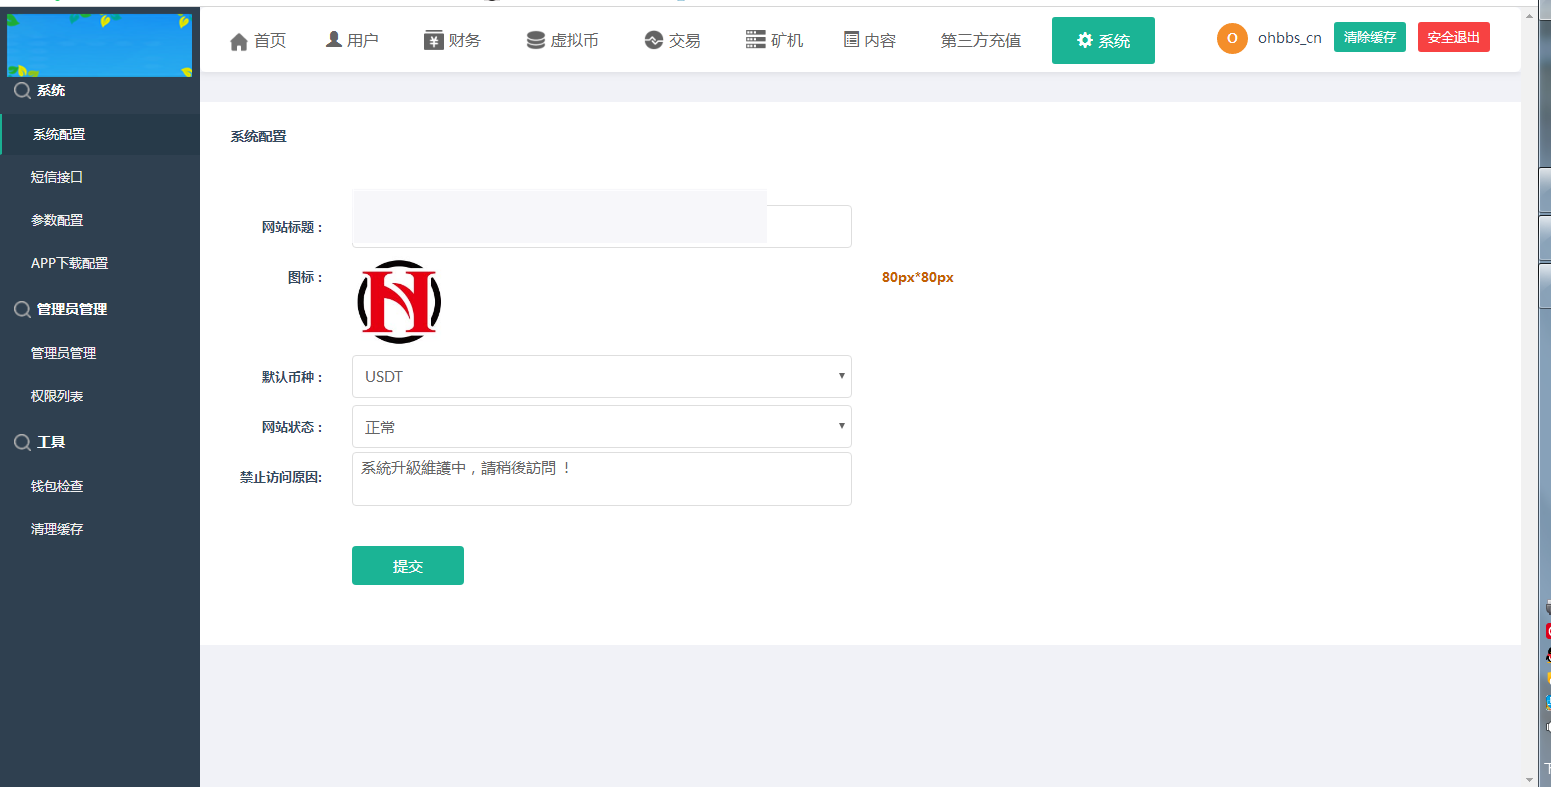 首页 用户 财务 虚拟币 交易 矿机 内容 第三方充值 系统 O ohbbs_cn 清除缓存 安全退出
系统
系统配置
短信接口
参数配置
APP下载配置
管理员管理
管理员管理
权限列表
工具
钱包检查
清理缓存
系统配置
网站标题：
图标： 80px*80px
默认币种： USDT
网站状态： 正常
禁止访问原因: 系統升級維護中，請稍後訪問 ！
提交